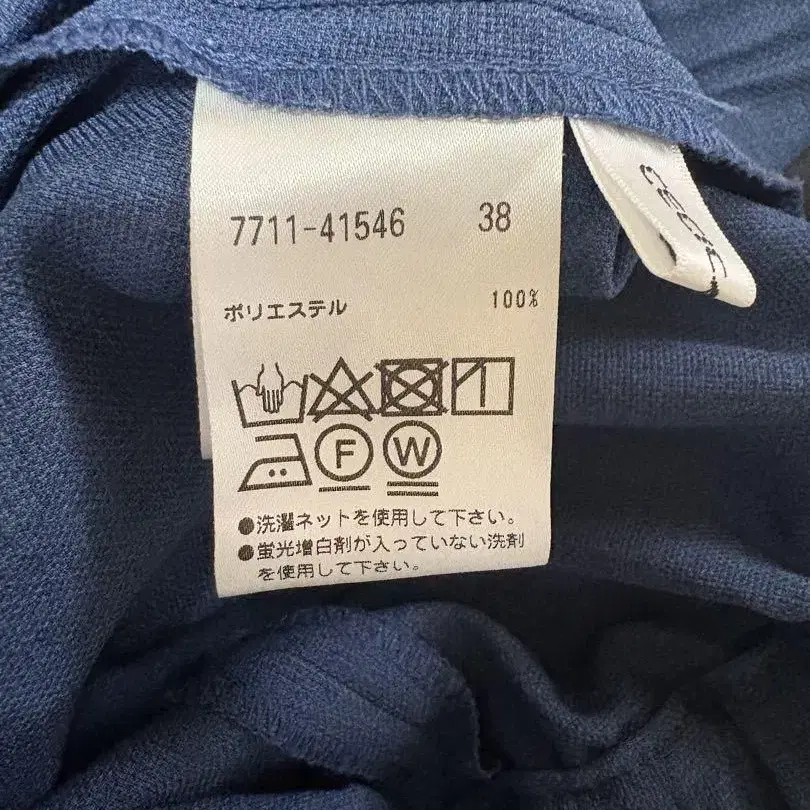 7711-41546 38
ポリエステル 100%
F W
●洗濯ネットを使用して下さい。
●蛍光増白剤が入っていない洗剤
を使用して下さい。